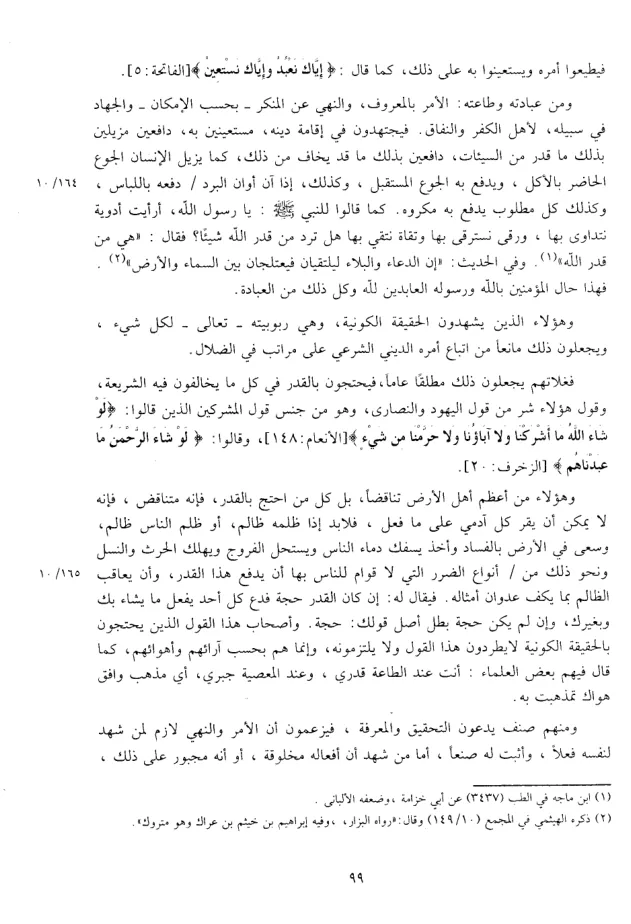 فيطيعوا أمره ويستعينوا به على ذلك، كما قال : ﴿ إِيَّاكَ نَعْبُدُ وإِيَّاكَ نَسْتَعِينُ ﴾[الفاتحة: ٥].
ومن عبادته وطاعته: الأمر بالمعروف، والنهي عن المنكر ـ بحسب الإمكان ـ والجهاد
في سبيله، لأهل الكفر والنفاق. فيجتهدون في إقامة دينه، مستعينين به، دافعين مزيلين
بذلك ما قدر من السيئات، دافعين بذلك ما قد يخاف من ذلك، كما يزيل الإنسان الجوع
الحاضر بالأكل ، ويدفع به الجوع المستقبل ، وكذلك، إذا آن أوان البرد / دفعه باللباس ،
١٠/١٦٤
وكذلك كل مطلوب يدفع به مكروه. كما قالوا للنبي ﷺ : يا رسول اللّه، أرأيت أدوية
نتداوى بها ، ورقى نسترقى بها وتقاة نتقي بها هل ترد من قدر اللّه شيئًا؟ فقال : «هي من
قدر اللّه»(١). وفي الحديث: «إن الدعاء والبلاء ليلتقيان فيعتلجان بين السماء والأرض»(٢) .
فهذا حال المؤمنين باللّه ورسوله العابدين للّه وكل ذلك من العبادة.
وهؤلاء الذين يشهدون الحقيقة الكونية، وهي ربوبيته ـ تعالى ـ لكل شيء ،
ويجعلون ذلك مانعاً من اتباع أمره الديني الشرعي على مراتب في الضلال.
فغلاتهم يجعلون ذلك مطلقًا عاماً،فيحتجون بالقدر في كل ما يخالفون فيه الشريعة،
وقول هؤلاء شر من قول اليهود والنصارى، وهو من جنس قول المشركين الذين قالوا: ﴿لَوْ
شَاءَ اللَّهُ مَا أَشْرَكْنَا وَلا آبَاؤُنَا وَلا حَرَّمْنَا مِن شَيْءٍ ﴾[الأنعام:١٤٨]، وقالوا: ﴿ لَوْ شَاءَ الرَّحْمَنُ مَا
عَبَدْنَاهُم ﴾ [الزخرف: ٢٠].
وهؤلاء من أعظم أهل الأرض تناقضاً، بل كل من احتج بالقدر، فإنه متناقض ، فإنه
لا يمكن أن يقر كل آدمي على ما فعل ، فلابد إذا ظلمه ظالم، أو ظلم الناس ظالم،
وسعى في الأرض بالفساد وأخذ يسفك دماء الناس ويستحل الفروج ويهلك الحرث والنسل
ونحو ذلك من / أنواع الضرر التي لا قوام للناس بها أن يدفع هذا القدر، وأن يعاقب
١٠/١٦٥
الظالم بما يكف عدوان أمثاله. فيقال له: إن كان القدر حجة فدع كل أحد يفعل ما يشاء بك
وبغيرك، وإن لم يكن حجة بطل أصل قولك: حجة. وأصحاب هذا القول الذين يحتجون
بالحقيقة الكونية لايطردون هذا القول ولا يلتزمونه، وإنما هم بحسب آرائهم وأهوائهم، كما
قال فيهم بعض العلماء : أنت عند الطاعة قدري ، وعند المعصية جبري، أي مذهب وافق
هواك تمذهبت به.
ومنهم صنف يدعون التحقيق والمعرفة ، فيزعمون أن الأمر والنهي لازم لمن شهد
لنفسه فعلاً ، وأثبت له صنعاً ، أما من شهد أن أفعاله مخلوقة ، أو أنه مجبور على ذلك ،
(١) ابن ماجه في الطب (٣٤٣٧) عن أبي خزامة ،وضعفه الألبانى .
(٢) ذكره الهيثمي في المجمع (١٤٩/١٠) وقال:«رواه البزار، ،وفيه إبراهيم بن خيثم بن عراك وهو متروك».
٩٩